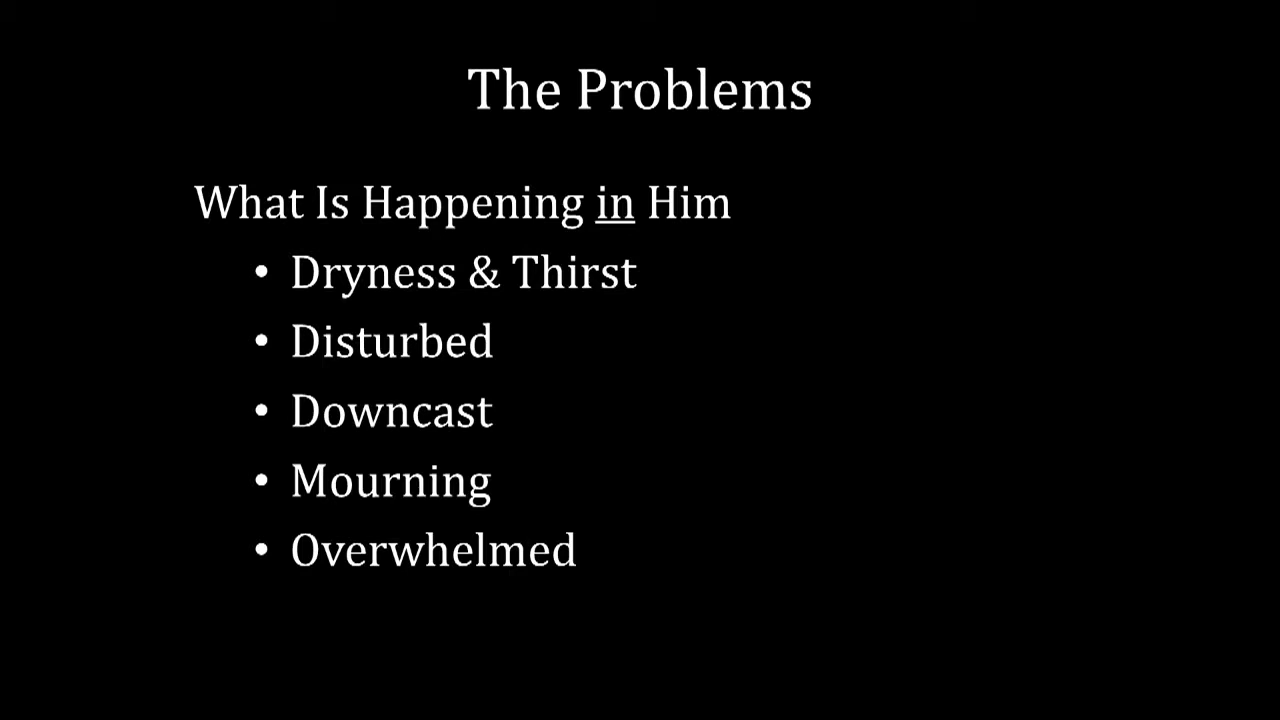 The Problems
What Is Happening in Him
• Dryness & Thirst
• Disturbed
• Downcast
• Mourning
• Overwhelmed